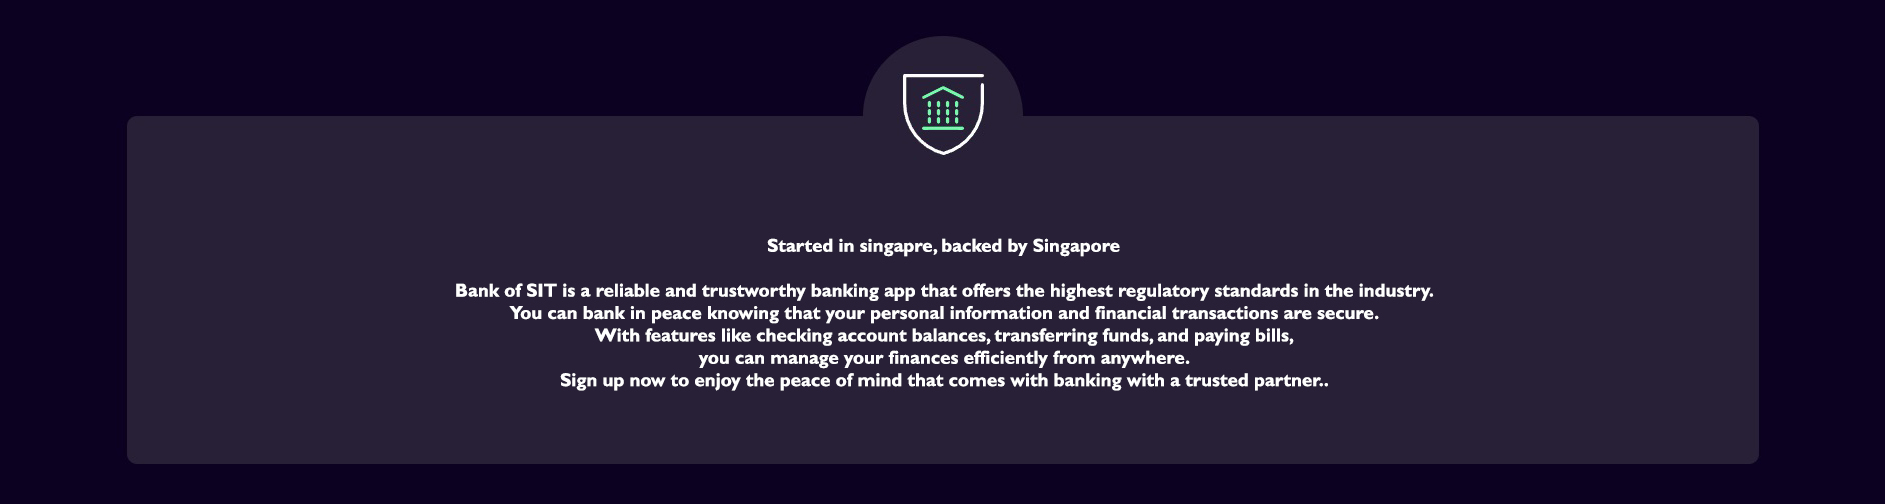 Started in singapre, backed by Singapore
Bank of SIT is a reliable and trustworthy banking app that offers the highest regulatory standards in the industry.
You can bank in peace knowing that your personal information and financial transactions are secure.
With features like checking account balances, transferring funds, and paying bills,
you can manage your finances efficiently from anywhere.
Sign up now to enjoy the peace of mind that comes with banking with a trusted partner..